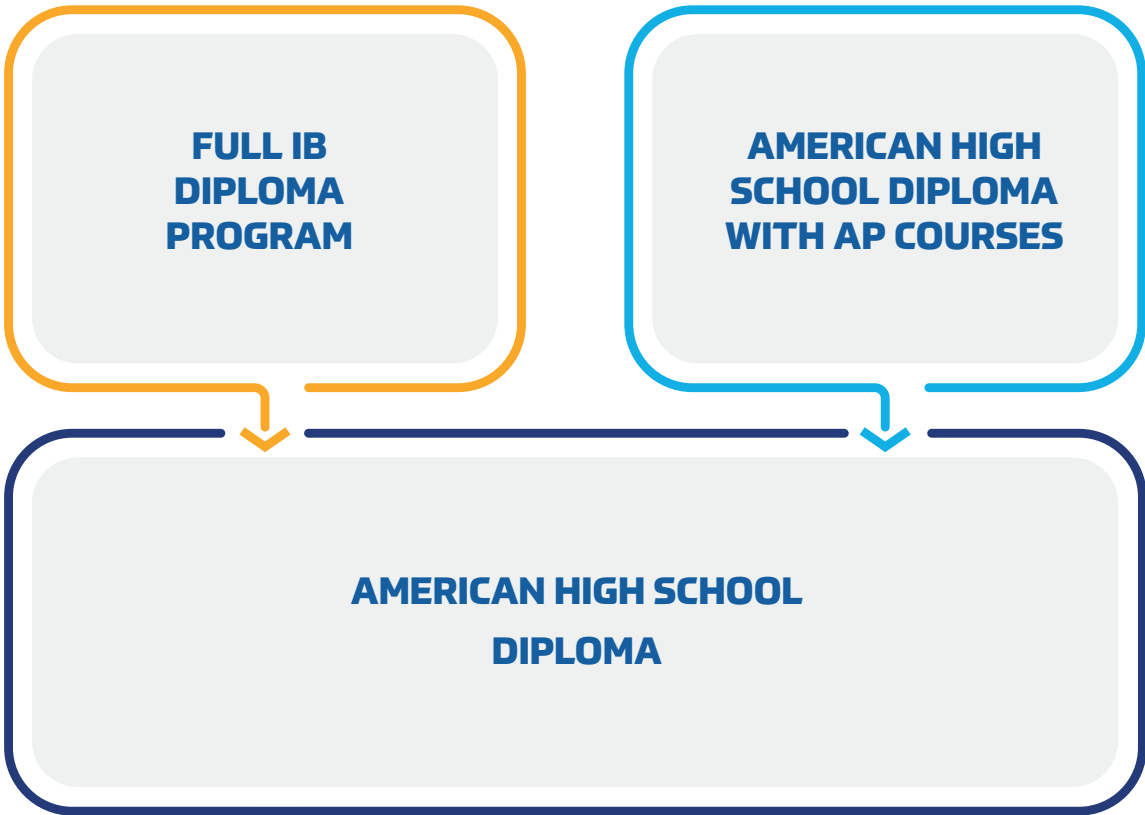 FULL IB
DIPLOMA
PROGRAM
AMERICAN HIGH
SCHOOL DIPLOMA
WITH AP COURSES
AMERICAN HIGH SCHOOL
DIPLOMA